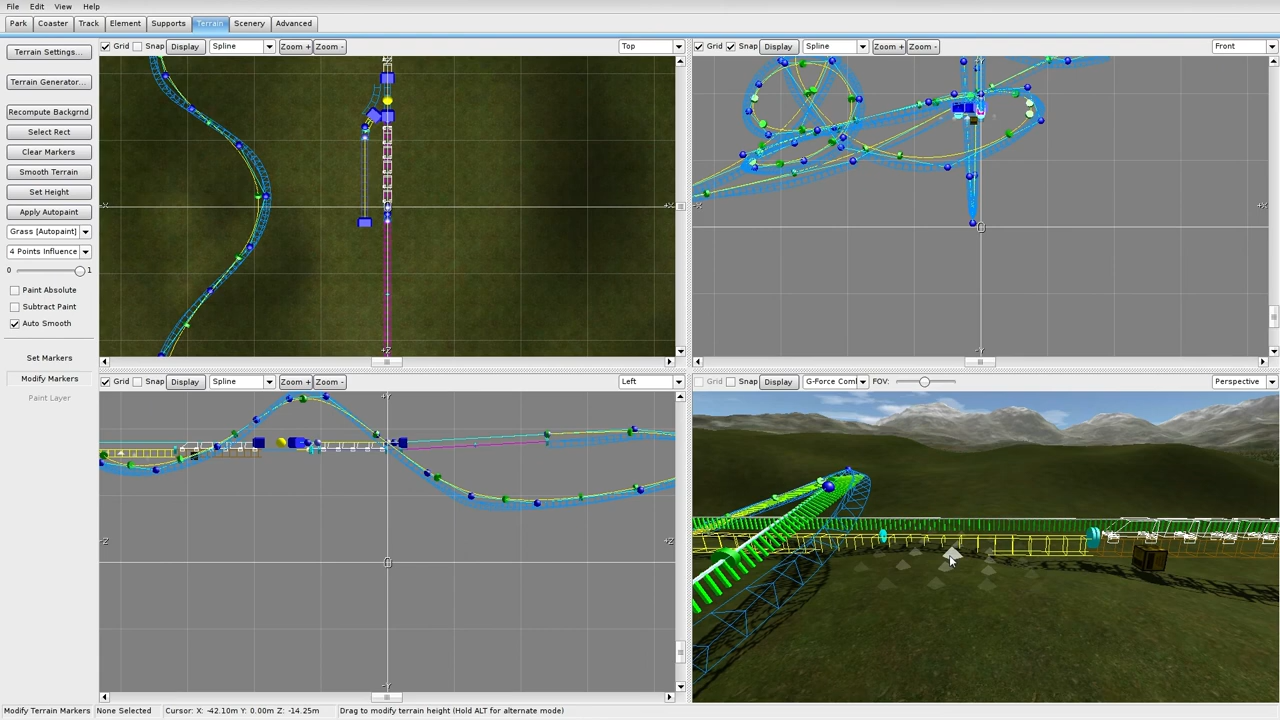 File Edit View Help
Park Coaster Track Element Supports Terrain Scenery Advanced
Terrain Settings...
Terrain Generator...
Recompute Backgrnd
Select Rect
Clear Markers
Smooth Terrain
Set Height
Apply Autopaint
Grass [Autopaint]
4 Points Influence
0 1
Paint Absolute
Subtract Paint
Auto Smooth
Set Markers
Modify Markers
Paint Layer
Grid Snap Display Spline Zoom + Zoom - Top
-X +X
+Z
Grid Snap Display Spline Zoom + Zoom - Front
+Y
-X +X
-Y
Grid Snap Display Spline Zoom + Zoom - Left
+Y
-Z +Z
-Y
Grid Snap Display G-Force Coml FOV: Perspective
Modify Terrain Markers None Selected Cursor: X: -42.10m Y: 0.00m Z: -14.25m Drag to modify terrain height (Hold ALT for alternate mode)